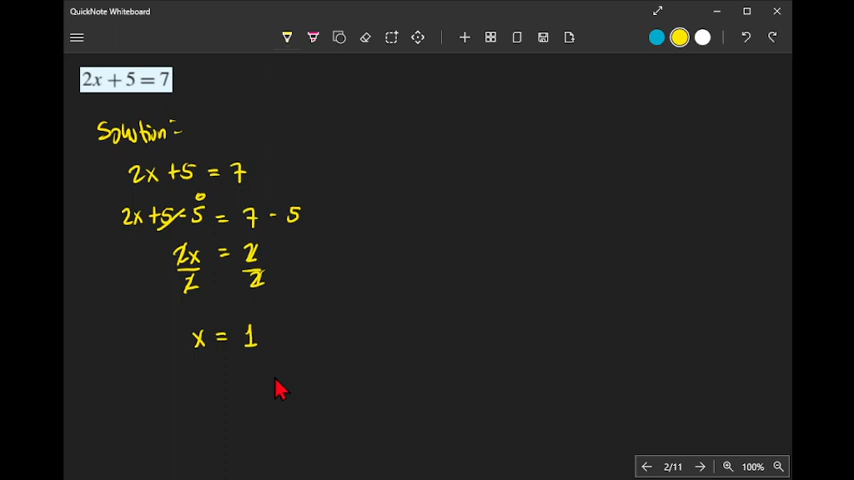 QuickNote Whiteboard
2x + 5 = 7
Solution:
2x +5 = 7
0
2x +5 - 5 = 7 - 5
2x = 2
2 2
x = 1
2/11 100%